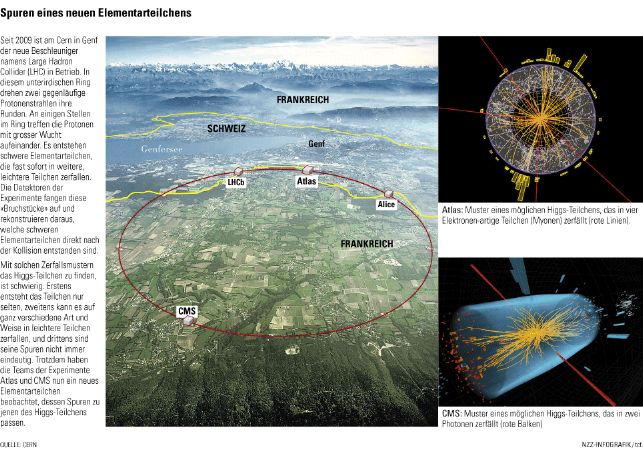 Spuren eines neuen Elementarteilchens
Seit 2009 ist am Cern in Genf
der neue Beschleuniger
namens Large Hadron
Collider (LHC) in Betrieb. In
diesem unterirdischen Ring
drehen zwei gegenläufige
Protonenstrahlen ihre
Runden. An einigen Stellen
im Ring treffen die Protonen
mit grosser Wucht
aufeinander. Es entstehen
schwere Elementarteilchen,
die fast sofort in weitere,
leichtere Teilchen zerfallen.
Die Detektoren der
Experimente fangen diese
«Bruchstücke» auf und
rekonstruieren daraus,
welche schweren
Elementarteilchen direkt nach
der Kollision entstanden sind.
Mit solchen Zerfallsmustern
das Higgs-Teilchen zu finden,
ist schwierig. Erstens
entsteht das Teilchen nur
selten, zweitens kann es auf
ganz verschiedene Art und
Weise in leichtere Teilchen
zerfallen, und drittens sind
seine Spuren nicht immer
eindeutig. Trotzdem haben
die Teams der Experimente
Atlas und CMS nun ein neues
Elementarteilchen
beobachtet, dessen Spuren zu
jenen des Higgs-Teilchens
passen.
FRANKREICH
SCHWEIZ
Genf
Genfersee
LHCb
Atlas
Alice
FRANKREICH
CMS
Atlas: Muster eines möglichen Higgs-Teilchens, das in vier
Elektronen-artige Teilchen (Myonen) zerfällt (rote Linien).
CMS: Muster eines möglichen Higgs-Teilchens, das in zwei
Photonen zerfällt (rote Balken)
QUELLE: CERN
NZZ-INFOGRAFIK/tcf.